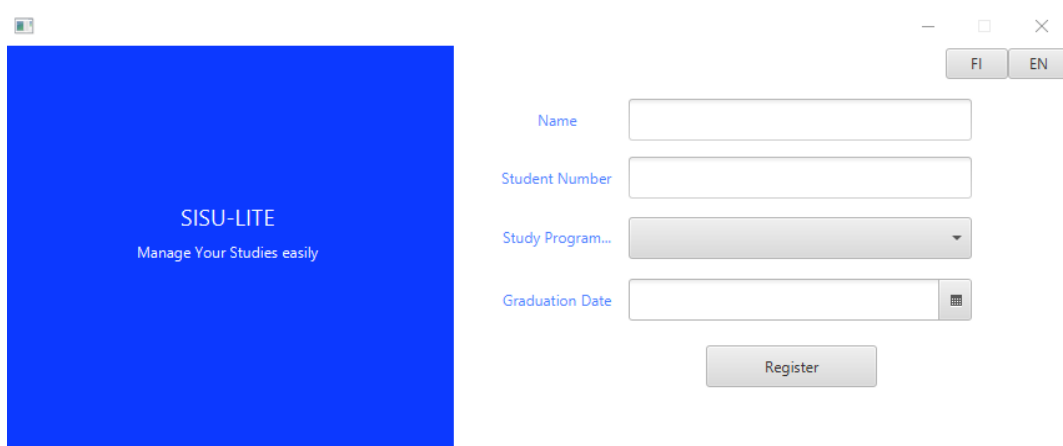 FI EN
SISU-LITE
Manage Your Studies easily
Name
Student Number
Study Program...
Graduation Date
Register